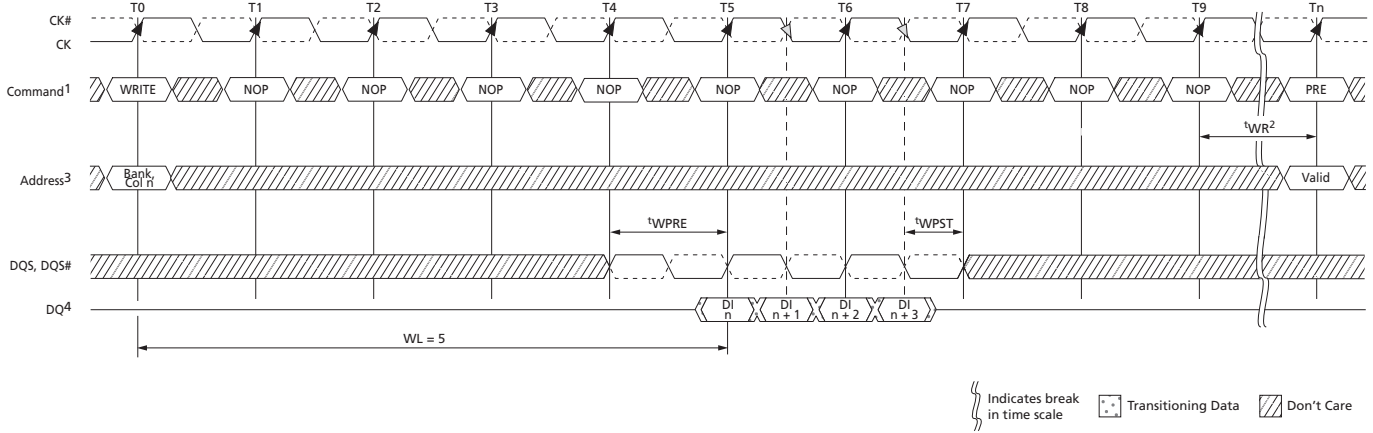 T0 T1 T2 T3 T4 T5 T6 T7 T8 T9 Tn
CK#
CK
Command1 WRITE NOP NOP NOP NOP NOP NOP NOP NOP NOP PRE
tWR2
Address3 Bank, Col n Valid
tWPRE tWPST
DQS, DQS#
DQ4 DI n DI n + 1 DI n + 2 DI n + 3
WL = 5
Indicates break
in time scale
Transitioning Data
Don't Care